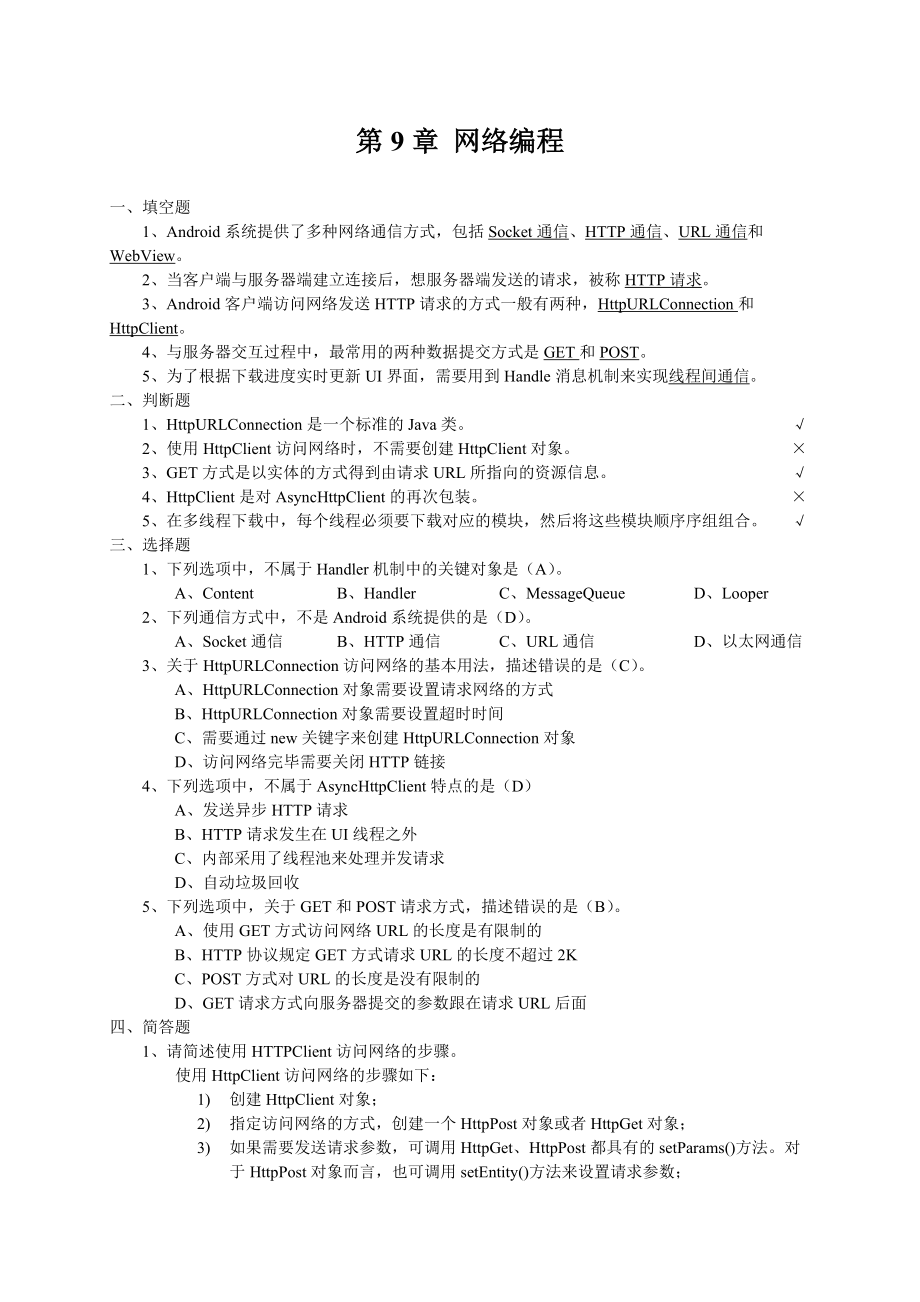 第 9 章 网络编程
一、填空题
1、Android 系统提供了多种网络通信方式，包括 Socket 通信、HTTP 通信、URL 通信和
WebView。
2、当客户端与服务器端建立连接后，想服务器端发送的请求，被称 HTTP 请求。
3、Android 客户端访问网络发送 HTTP 请求的方式一般有两种，HttpURLConnection 和
HttpClient。
4、与服务器交互过程中，最常用的两种数据提交方式是 GET 和 POST。
5、为了根据下载进度实时更新 UI 界面，需要用到 Handle 消息机制来实现线程间通信。
二、判断题
1、HttpURLConnection 是一个标准的 Java 类。 √
2、使用 HttpClient 访问网络时，不需要创建 HttpClient 对象。 ×
3、GET 方式是以实体的方式得到由请求 URL 所指向的资源信息。 √
4、HttpClient 是对 AsyncHttpClient 的再次包装。 ×
5、在多线程下载中，每个线程必须要下载对应的模块，然后将这些模块顺序序组组合。 √
三、选择题
1、下列选项中，不属于 Handler 机制中的关键对象是（A）。
A、Content B、Handler C、MessageQueue D、Looper
2、下列通信方式中，不是 Android 系统提供的是（D）。
A、Socket 通信 B、HTTP 通信 C、URL 通信 D、以太网通信
3、关于 HttpURLConnection 访问网络的基本用法，描述错误的是（C）。
A、HttpURLConnection 对象需要设置请求网络的方式
B、HttpURLConnection 对象需要设置超时时间
C、需要通过 new 关键字来创建 HttpURLConnection 对象
D、访问网络完毕需要关闭 HTTP 链接
4、下列选项中，不属于 AsyncHttpClient 特点的是（D）
A、发送异步 HTTP 请求
B、HTTP 请求发生在 UI 线程之外
C、内部采用了线程池来处理并发请求
D、自动垃圾回收
5、下列选项中，关于 GET 和 POST 请求方式，描述错误的是（B）。
A、使用 GET 方式访问网络 URL 的长度是有限制的
B、HTTP 协议规定 GET 方式请求 URL 的长度不超过 2K
C、POST 方式对 URL 的长度是没有限制的
D、GET 请求方式向服务器提交的参数跟在请求 URL 后面
四、简答题
1、请简述使用 HTTPClient 访问网络的步骤。
使用 HttpClient 访问网络的步骤如下：
1) 创建 HttpClient 对象；
2) 指定访问网络的方式，创建一个 HttpPost 对象或者 HttpGet 对象；
3) 如果需要发送请求参数，可调用 HttpGet、HttpPost 都具有的 setParams()方法。对
于 HttpPost 对象而言，也可调用 setEntity()方法来设置请求参数；